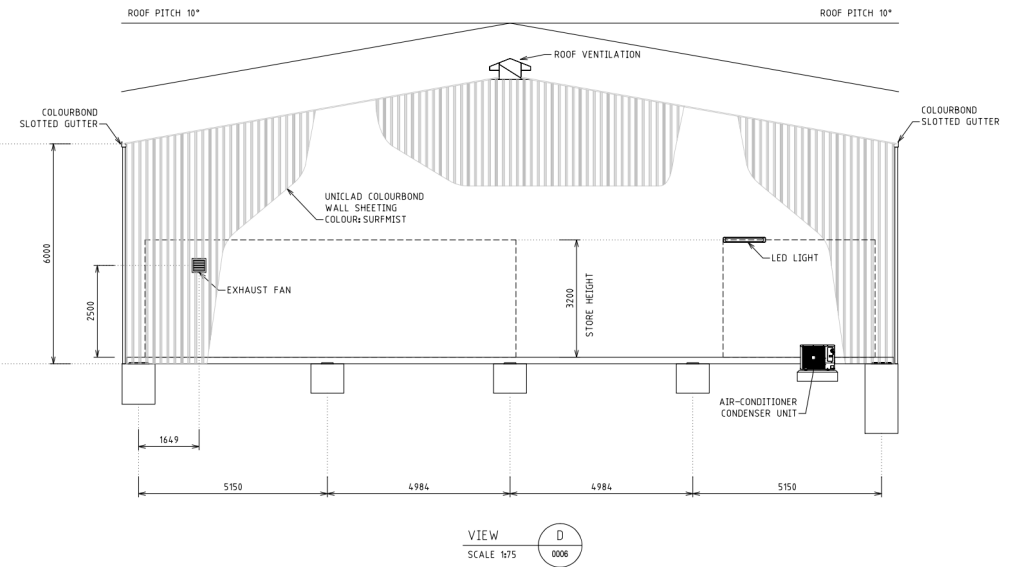 ROOF PITCH 10°
ROOF PITCH 10°
ROOF VENTILATION
COLOURBOND
SLOTTED GUTTER
COLOURBOND
SLOTTED GUTTER
UNICLAD COLOURBOND
WALL SHEETING
COLOUR: SURFMIST
6000
2500
EXHAUST FAN
3200
STORE HEIGHT
LED LIGHT
AIR-CONDITIONER
CONDENSER UNIT
1649
5150
4984
4984
5150
VIEW
D
SCALE 1:75
0006